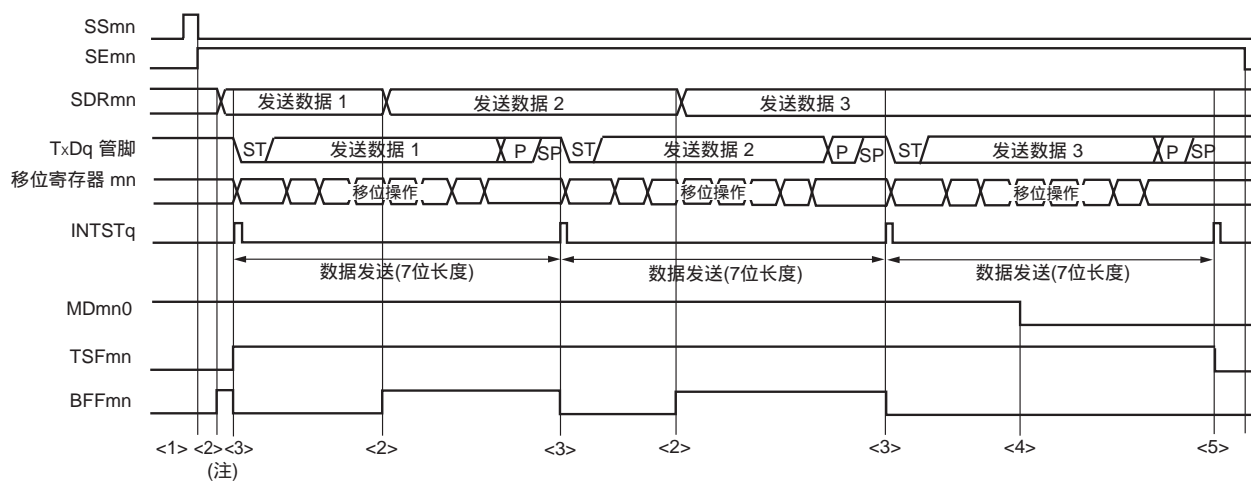 SSmn
SEmn
SDRmn 发送数据 1 发送数据 2 发送数据 3
TxDq 管脚 ST 发送数据 1 P SP ST 发送数据 2 P SP ST 发送数据 3 P SP
移位寄存器 mn 移位操作 移位操作 移位操作
INTSTq
数据发送(7位长度) 数据发送(7位长度) 数据发送(7位长度)
MDmn0
TSFmn
BFFmn
<1> <2> <3> <2> <3> <2> <3> <4> <5>
(注)